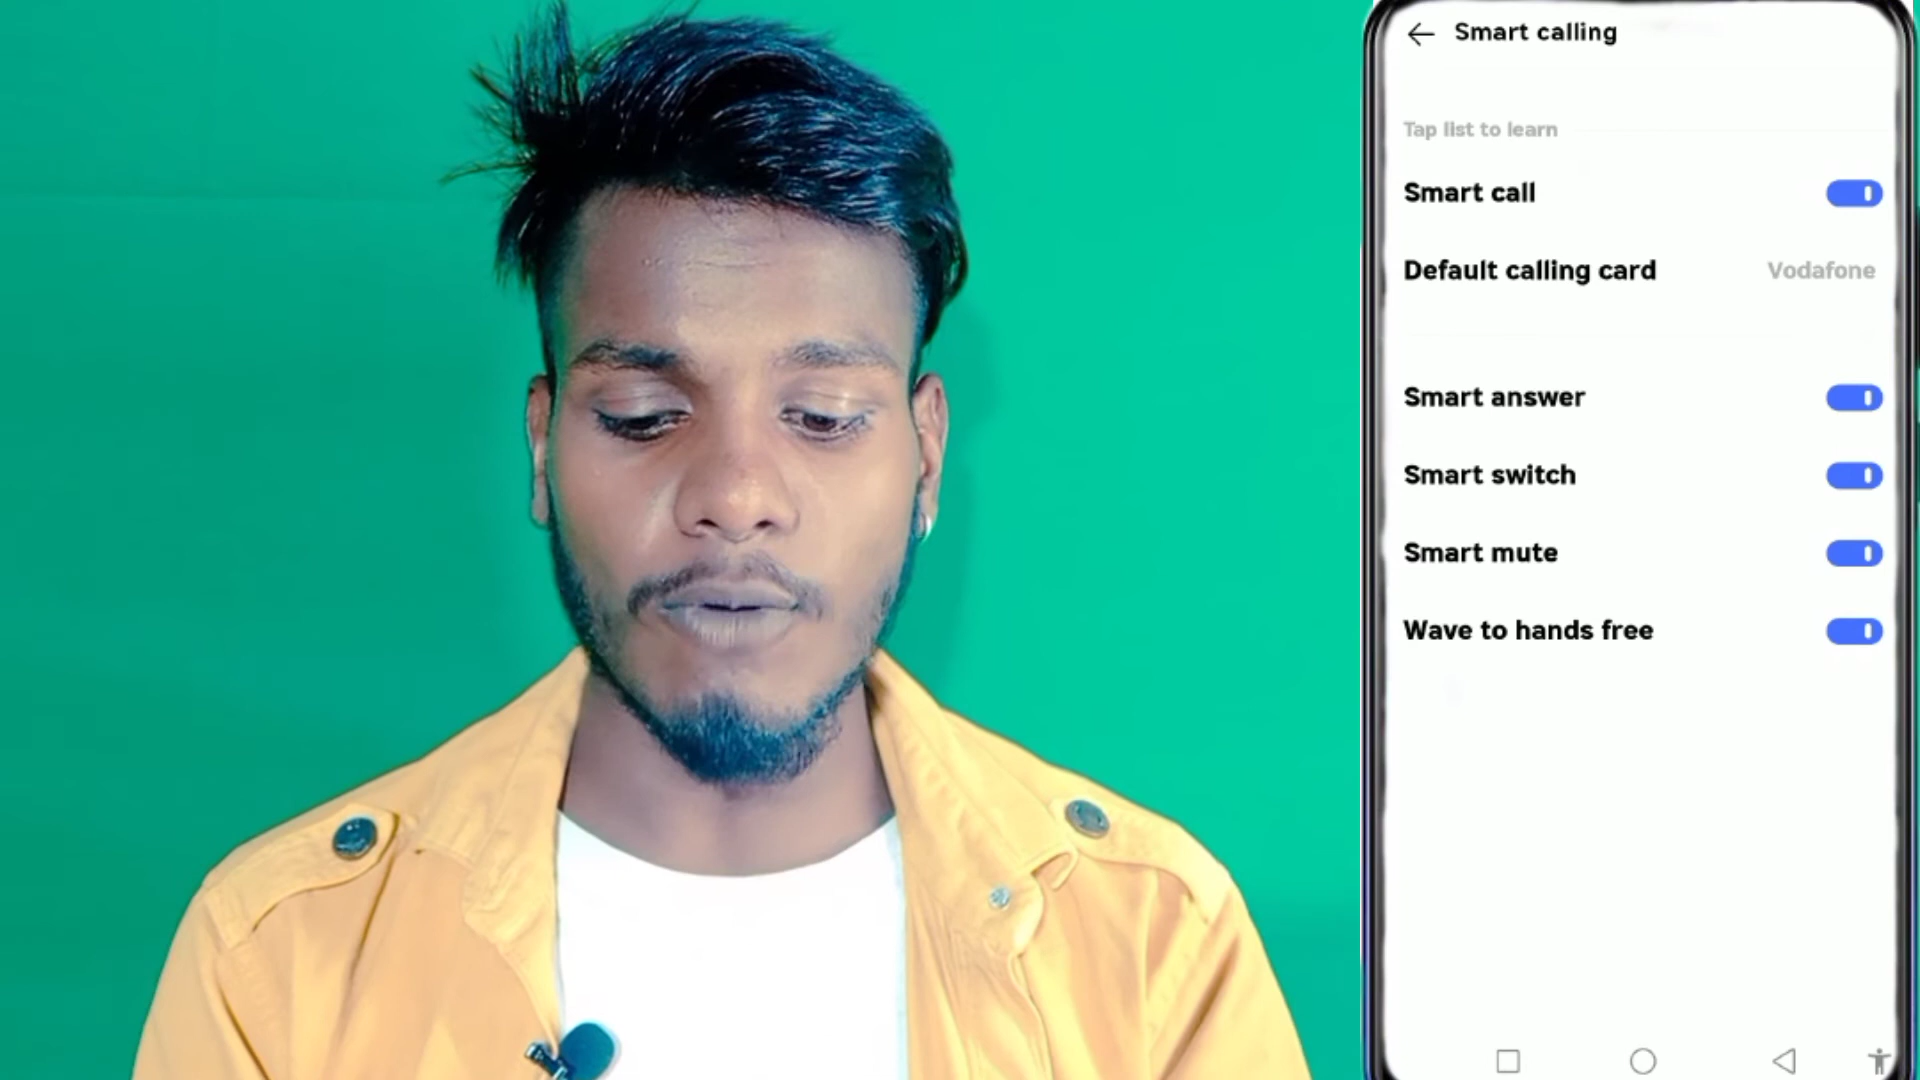 Smart calling
Tap list to learn
Smart call
Default calling card Vodafone
Smart answer
Smart switch
Smart mute
Wave to hands free